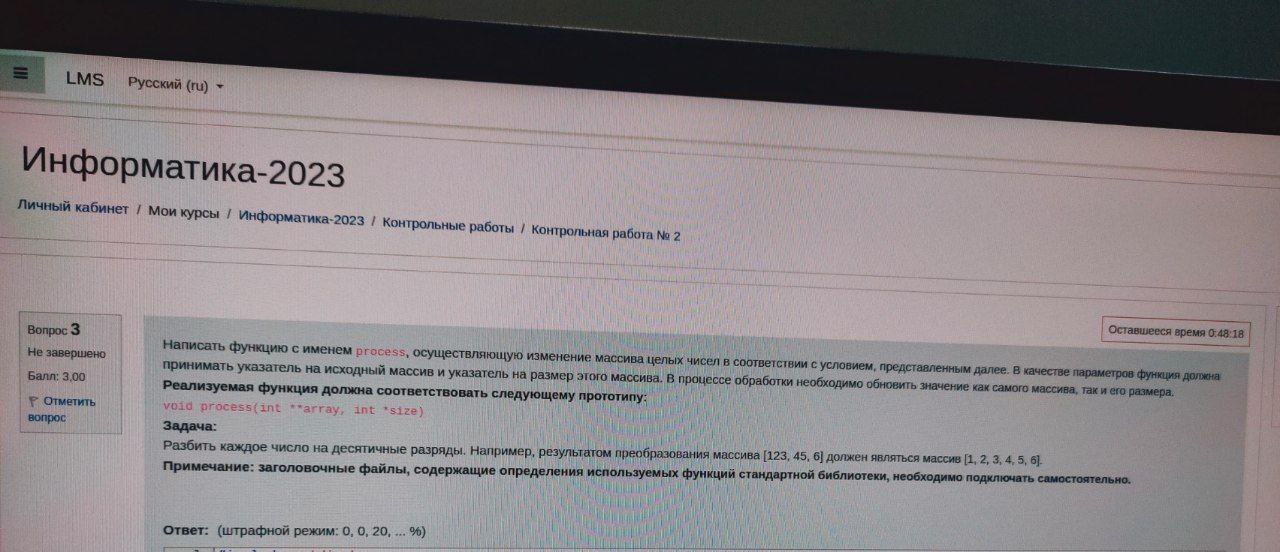 LMS Русский (ru)
Информатика-2023
Личный кабинет / Мои курсы / Информатика-2023 / Контрольные работы / Контрольная работа № 2
Вопрос 3
Не завершено
Балл: 3,00
Отметить
вопрос
Оставшееся время 0:48:18
Написать функцию с именем process, осуществляющую изменение массива целых чисел в соответствии с условием, представленным далее. В качестве параметров функция должна
принимать указатель на исходный массив и указатель на размер этого массива. В процессе обработки необходимо обновить значение как самого массива, так и его размера.
Реализуемая функция должна соответствовать следующему прототипу:
void process(int **array, int *size)
Задача:
Разбить каждое число на десятичные разряды. Например, результатом преобразования массива [123, 45, 6] должен являться массив [1, 2, 3, 4, 5, 6].
Примечание: заголовочные файлы, содержащие определения используемых функций стандартной библиотеки, необходимо подключать самостоятельно.
Ответ: (штрафной режим: 0, 0, 20, ... %)